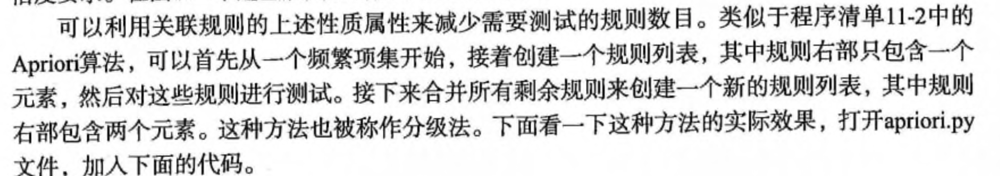 可以利用关联规则的上述性质属性来减少需要测试的规则数目。类似于程序清单11-2中的
Apriori算法，可以首先从一个频繁项集开始，接着创建一个规则列表，其中规则右部只包含一个
元素，然后对这些规则进行测试。接下来合并所有剩余规则来创建一个新的规则列表，其中规则
右部包含两个元素。这种方法也被称作分级法。下面看一下这种方法的实际效果，打开apriori.py
文件，加入下面的代码。